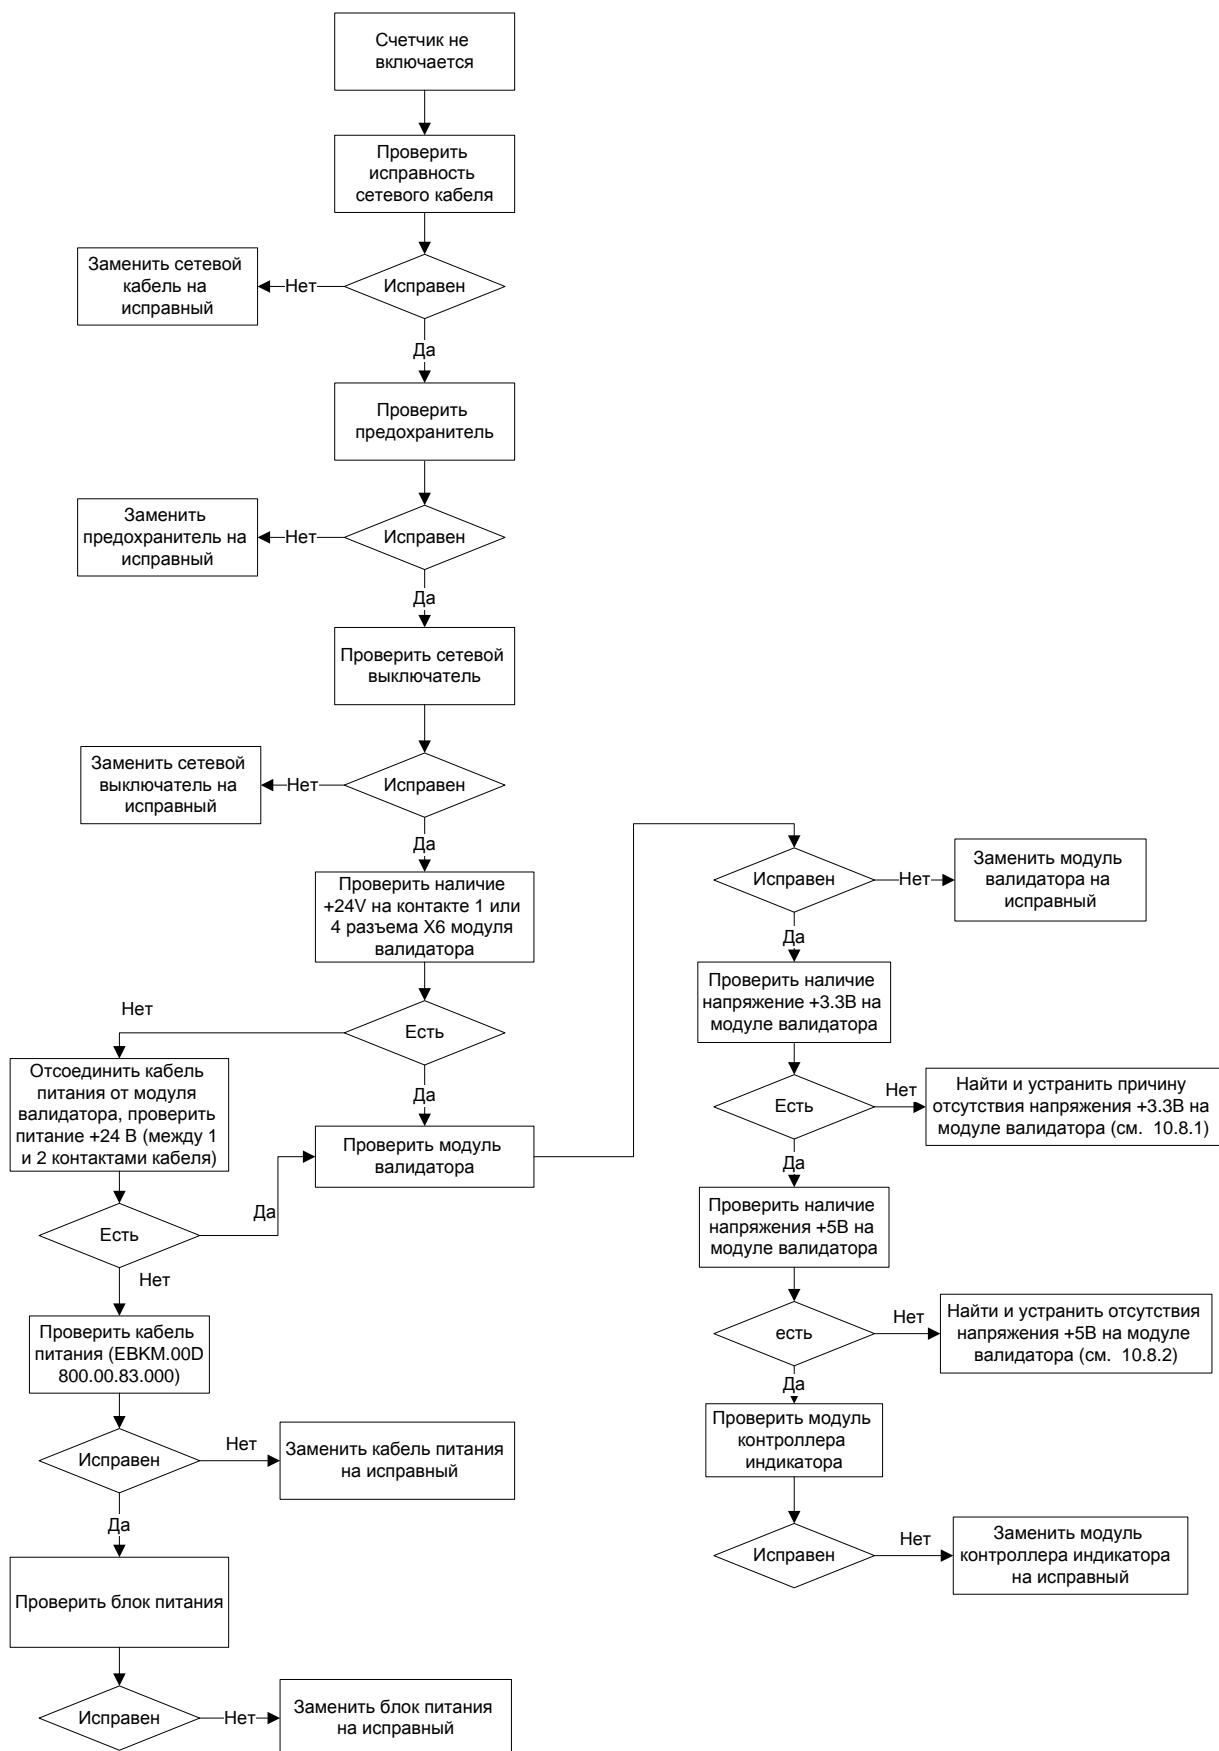 Счетчик не
включается
Проверить
исправность
сетевого кабеля
Заменить сетевой
кабель на
исправный
Нет
Исправен
Да
Проверить
предохранитель
Заменить
предохранитель на
исправный
Нет
Исправен
Да
Проверить сетевой
выключатель
Заменить сетевой
выключатель на
исправный
Нет
Исправен
Да
Проверить наличие
+24V на контакте 1 или
4 разъема X6 модуля
валидатора
Нет
Есть
Да
Отсоединить кабель
питания от модуля
валидатора, проверить
питание +24 В (между 1
и 2 контактами кабеля)
Проверить модуль
валидатора
Есть
Да
Нет
Проверить кабель
питания (EBKM.00D
800.00.83.000)
Исправен
Нет
Заменить кабель питания
на исправный
Да
Проверить блок питания
Исправен
Нет
Заменить блок питания
на исправный
Исправен
Нет
Заменить модуль
валидатора на
исправный
Да
Проверить наличие
напряжение +3.3В на
модуле валидатора
Есть
Нет
Найти и устранить причину
отсутствия напряжения +3.3В на
модуле валидатора (см. 10.8.1)
Да
Проверить наличие
напряжения +5В на
модуле валидатора
есть
Нет
Найти и устранить отсутствия
напряжения +5В на модуле
валидатора (см. 10.8.2)
Да
Проверить модуль
контроллера
индикатора
Исправен
Нет
Заменить модуль
контроллера индикатора
на исправный